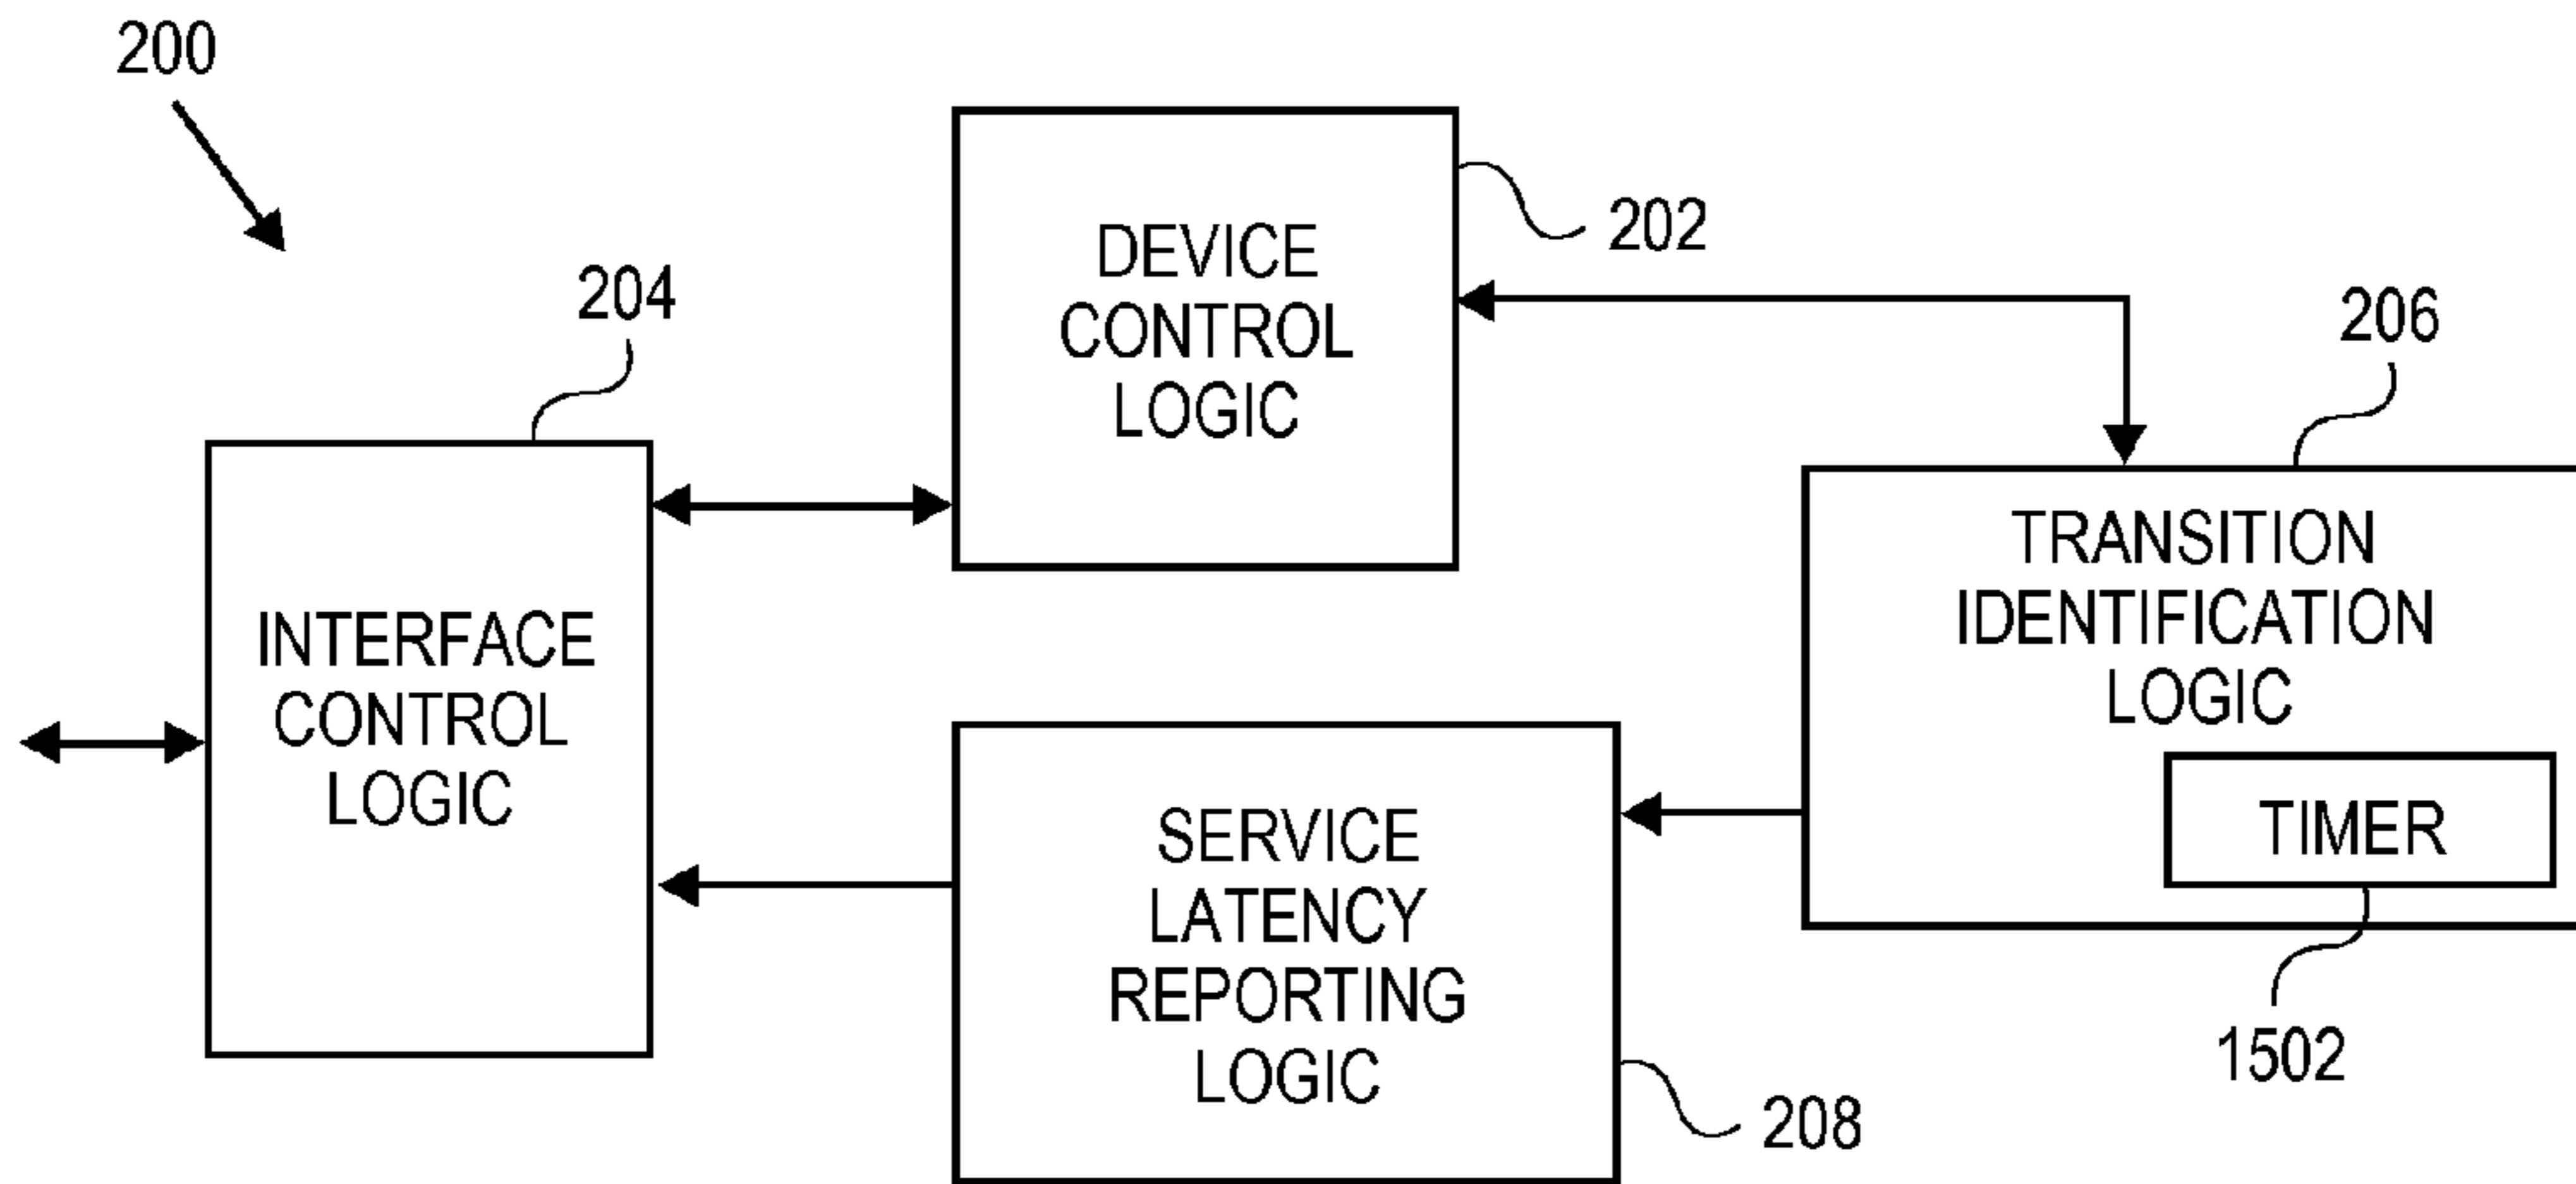 200
DEVICE
CONTROL
LOGIC
202
204
206
INTERFACE
CONTROL
LOGIC
TRANSITION
IDENTIFICATION
LOGIC
TIMER
1502
SERVICE
LATENCY
REPORTING
LOGIC
208